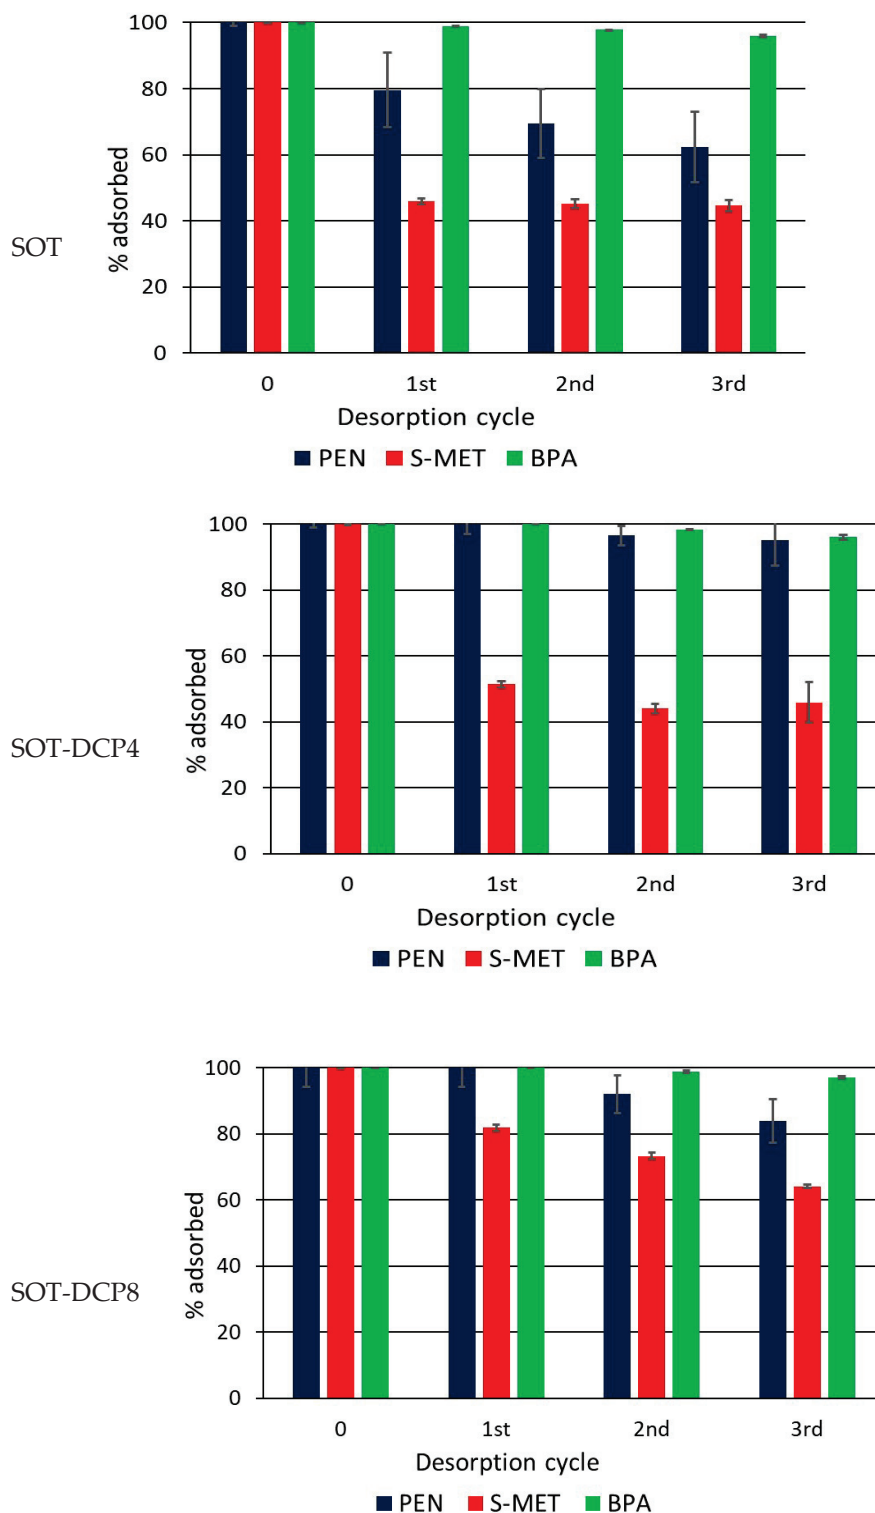 100
80
60
40
20
0
% adsorbed
SOT
0 1st 2nd 3rd
Desorption cycle
PEN S-MET BPA
100
80
60
40
20
0
% adsorbed
SOT-DCP4
0 1st 2nd 3rd
Desorption cycle
PEN S-MET BPA
100
80
60
40
20
0
% adsorbed
SOT-DCP8
0 1st 2nd 3rd
Desorption cycle
PEN S-MET BPA